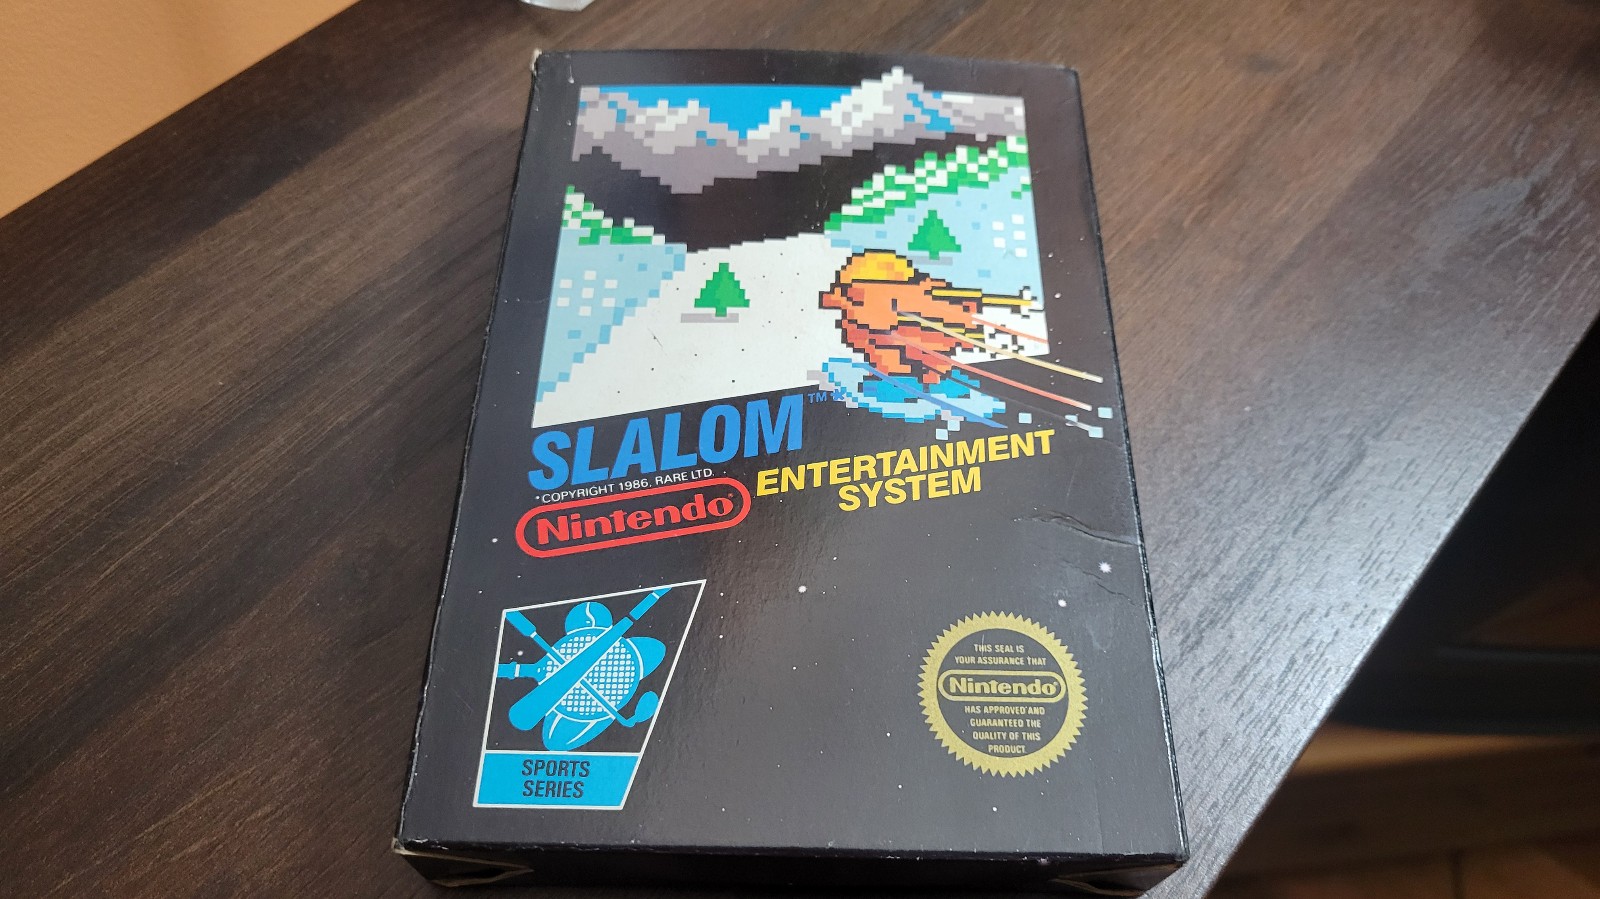 SLALOM™
*COPYRIGHT 1986, RARE LTD.
Nintendo®
ENTERTAINMENT
SYSTEM
SPORTS
SERIES
THIS SEAL IS
YOUR ASSURANCE THAT
Nintendo®
HAS APPROVED AND
GUARANTEED THE
QUALITY OF THIS
PRODUCT.